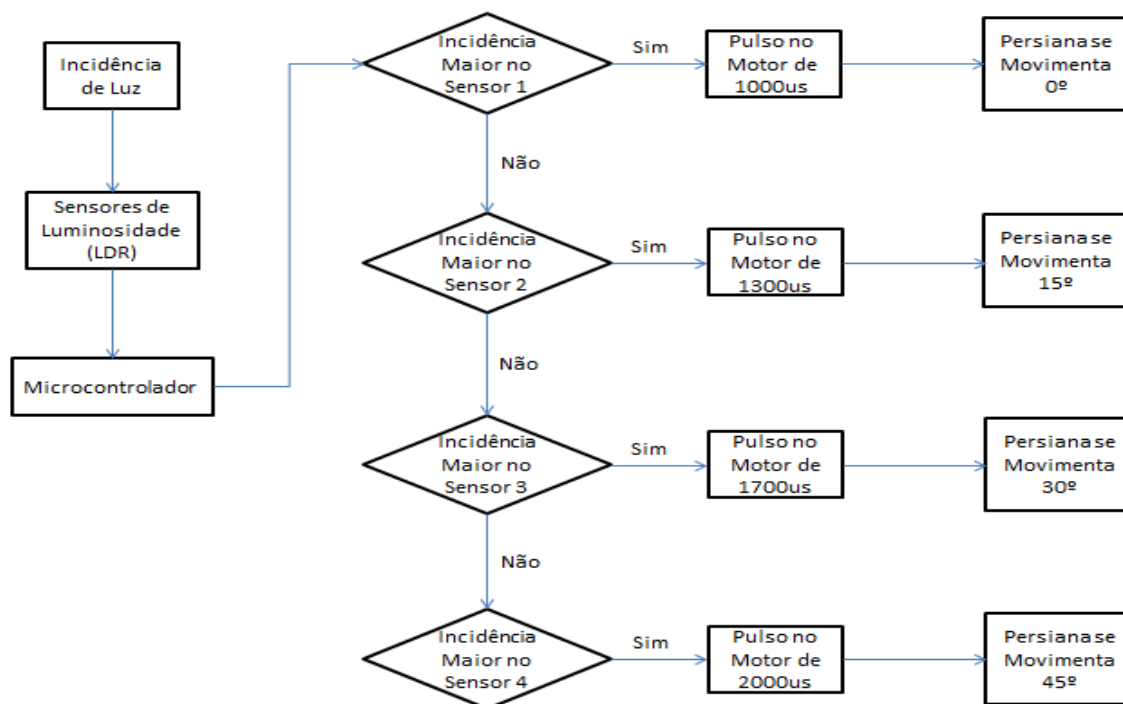 Incidência
de Luz
Sensores de
Luminosidade
(LDR)
Microcontrolador
Incidência
Maior no
Sensor 1
Sim
Pulso no
Motor de
1000us
Persiana se
Movimenta
0º
Não
Incidência
Maior no
Sensor 2
Sim
Pulso no
Motor de
1300us
Persiana se
Movimenta
15º
Não
Incidência
Maior no
Sensor 3
Sim
Pulso no
Motor de
1700us
Persiana se
Movimenta
30º
Não
Incidência
Maior no
Sensor 4
Sim
Pulso no
Motor de
2000us
Persiana se
Movimenta
45º